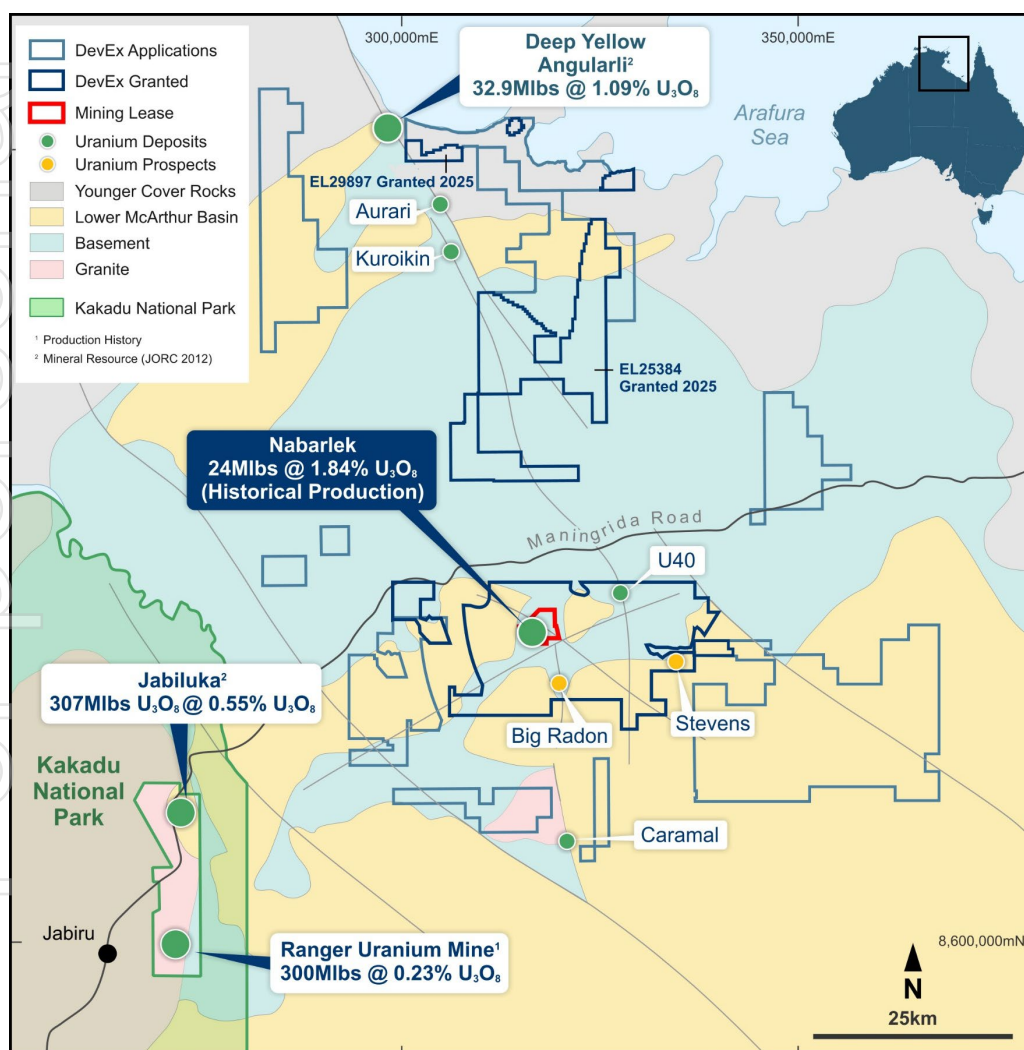 DevEx Applications
DevEx Granted
Mining Lease
Uranium Deposits
Uranium Prospects
Younger Cover Rocks
Lower McArthur Basin
Basement
Granite
Kakadu National Park
¹ Production History
² Mineral Resource (JORC 2012)
300,000mE
350,000mE
Deep Yellow
Angularli²
32.9Mlbs @ 1.09% U₃O₈
Arafura
Sea
EL29897 Granted 2025
Aurari
Kuroikin
EL25384
Granted 2025
Nabarlek
24Mlbs @ 1.84% U₃O₈
(Historical Production)
Maningrida Road
U40
Jabiluka²
307Mlbs U₃O₈ @ 0.55% U₃O₈
Big Radon
Stevens
Kakadu
National
Park
Caramal
Jabiru
Ranger Uranium Mine¹
300Mlbs @ 0.23% U₃O₈
8,600,000mN
N
25km